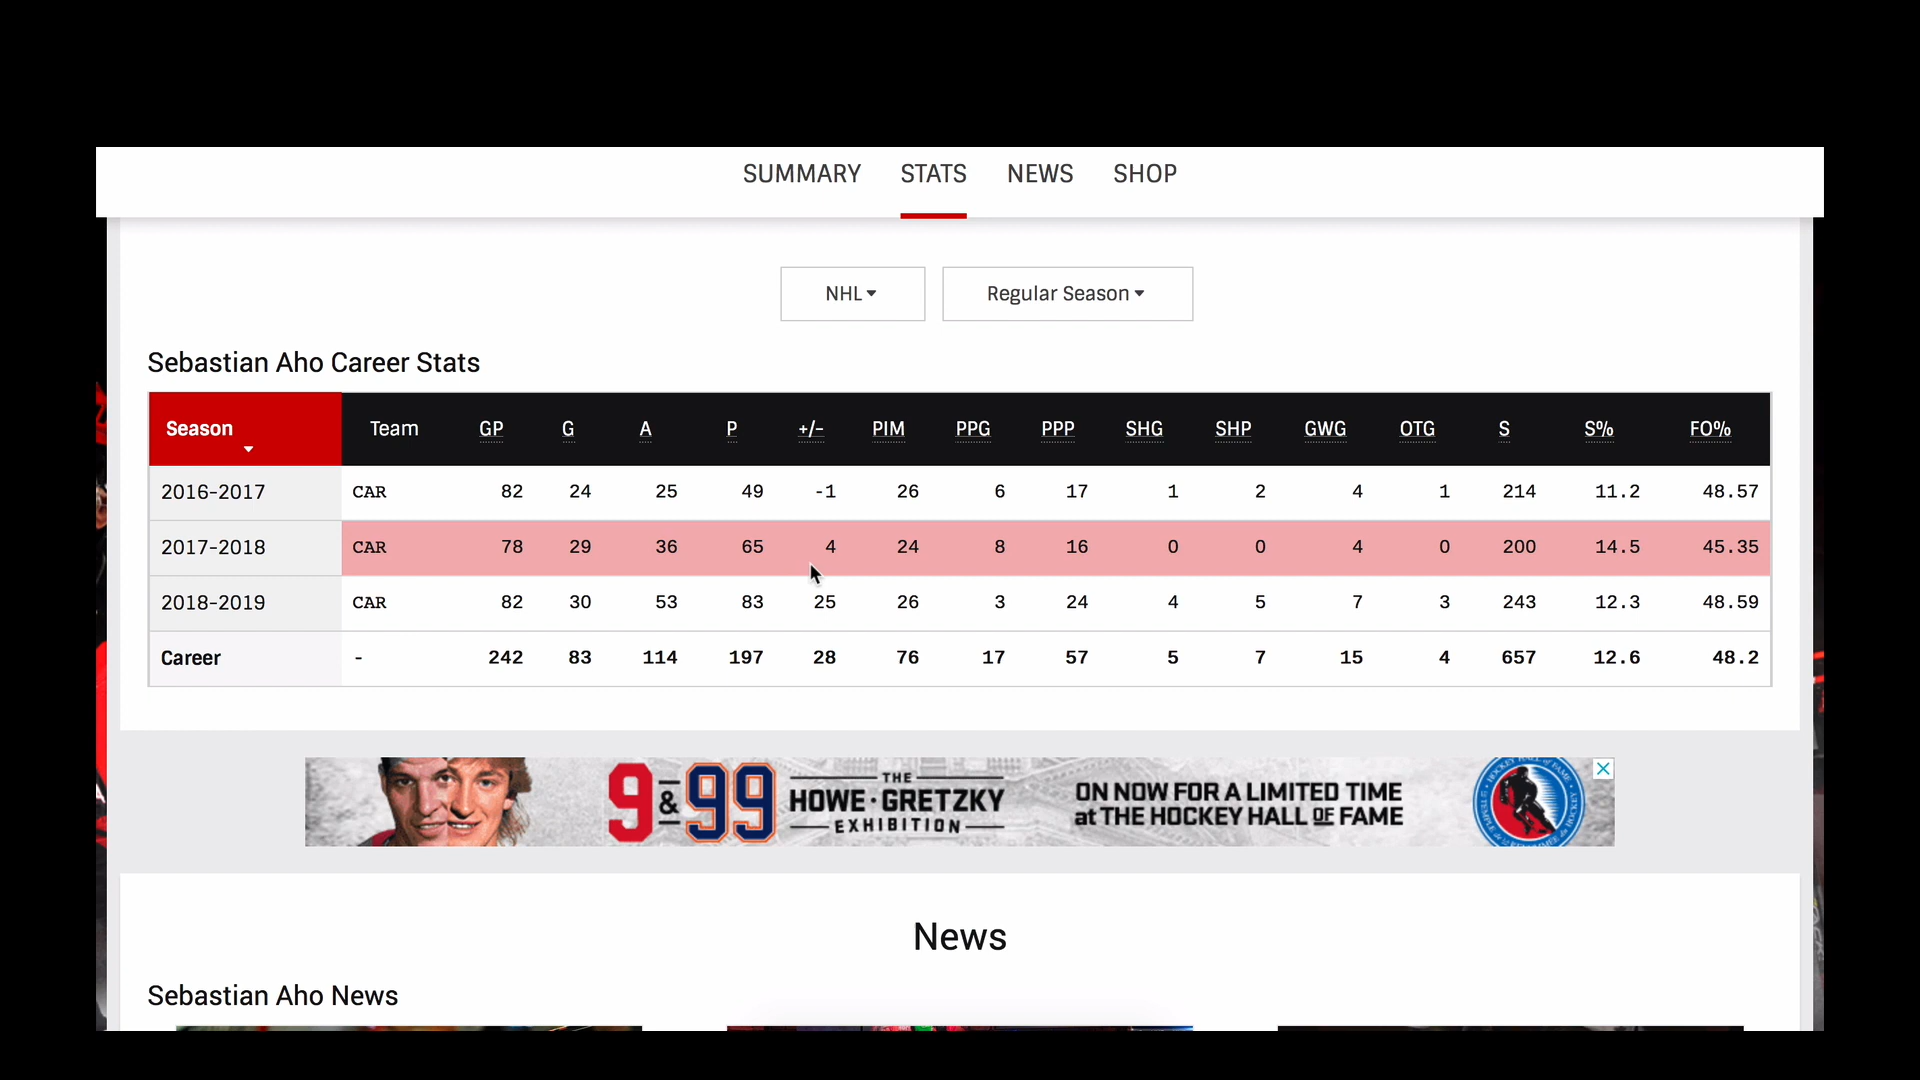 SUMMARY STATS NEWS SHOP
NHL Regular Season
Sebastian Aho Career Stats
Season Team GP G A P +/- PIM PPG PPP SHG SHP GWG OTG S S% FO%
2016-2017 CAR 82 24 25 49 -1 26 6 17 1 2 4 1 214 11.2 48.57
2017-2018 CAR 78 29 36 65 4 24 8 16 0 0 4 0 200 14.5 45.35
2018-2019 CAR 82 30 53 83 25 26 3 24 4 5 7 3 243 12.3 48.59
Career - 242 83 114 197 28 76 17 57 5 7 15 4 657 12.6 48.2
9 & 99
THE
HOWE · GRETZKY
EXHIBITION
ON NOW FOR A LIMITED TIME
at THE HOCKEY HALL OF FAME
HOCKEY HALL of FAME
News
Sebastian Aho News